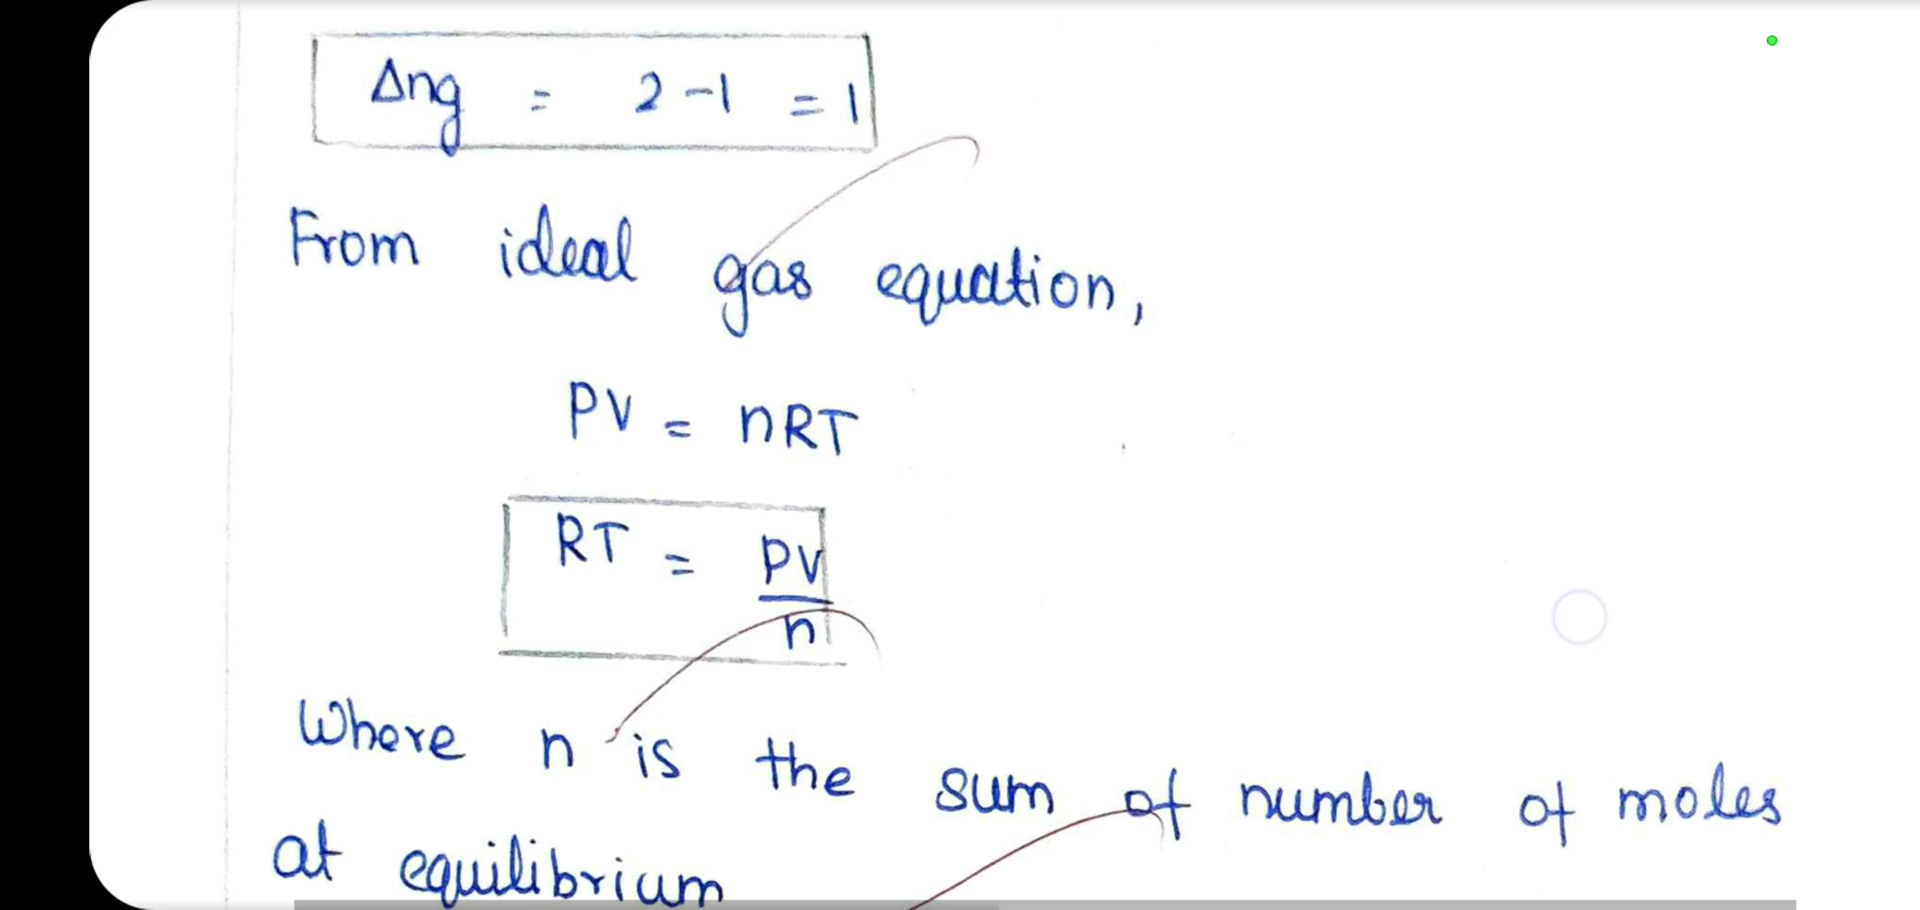 Δng = 2-1 = 1
From ideal gas equation,
PV = nRT
RT = PV/n
Where n is the sum of number of moles
at equilibrium